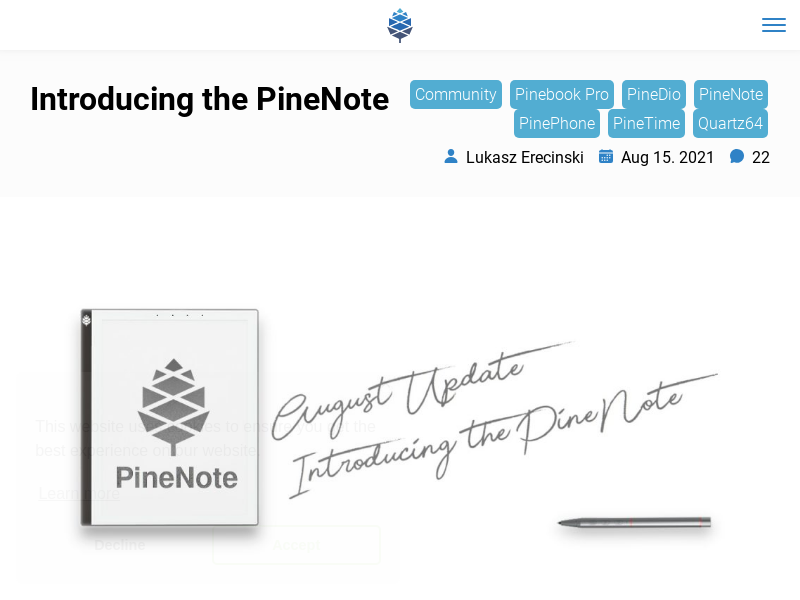 Introducing the PineNote
Community Pinebook Pro PineDio PineNote
PinePhone PineTime Quartz64
Lukasz Erecinski Aug 15. 2021 22
August Update
Introducing the PineNote
PineNote
This website uses cookies to ensure you get the
best experience on our website.
Learn more
Decline Accept